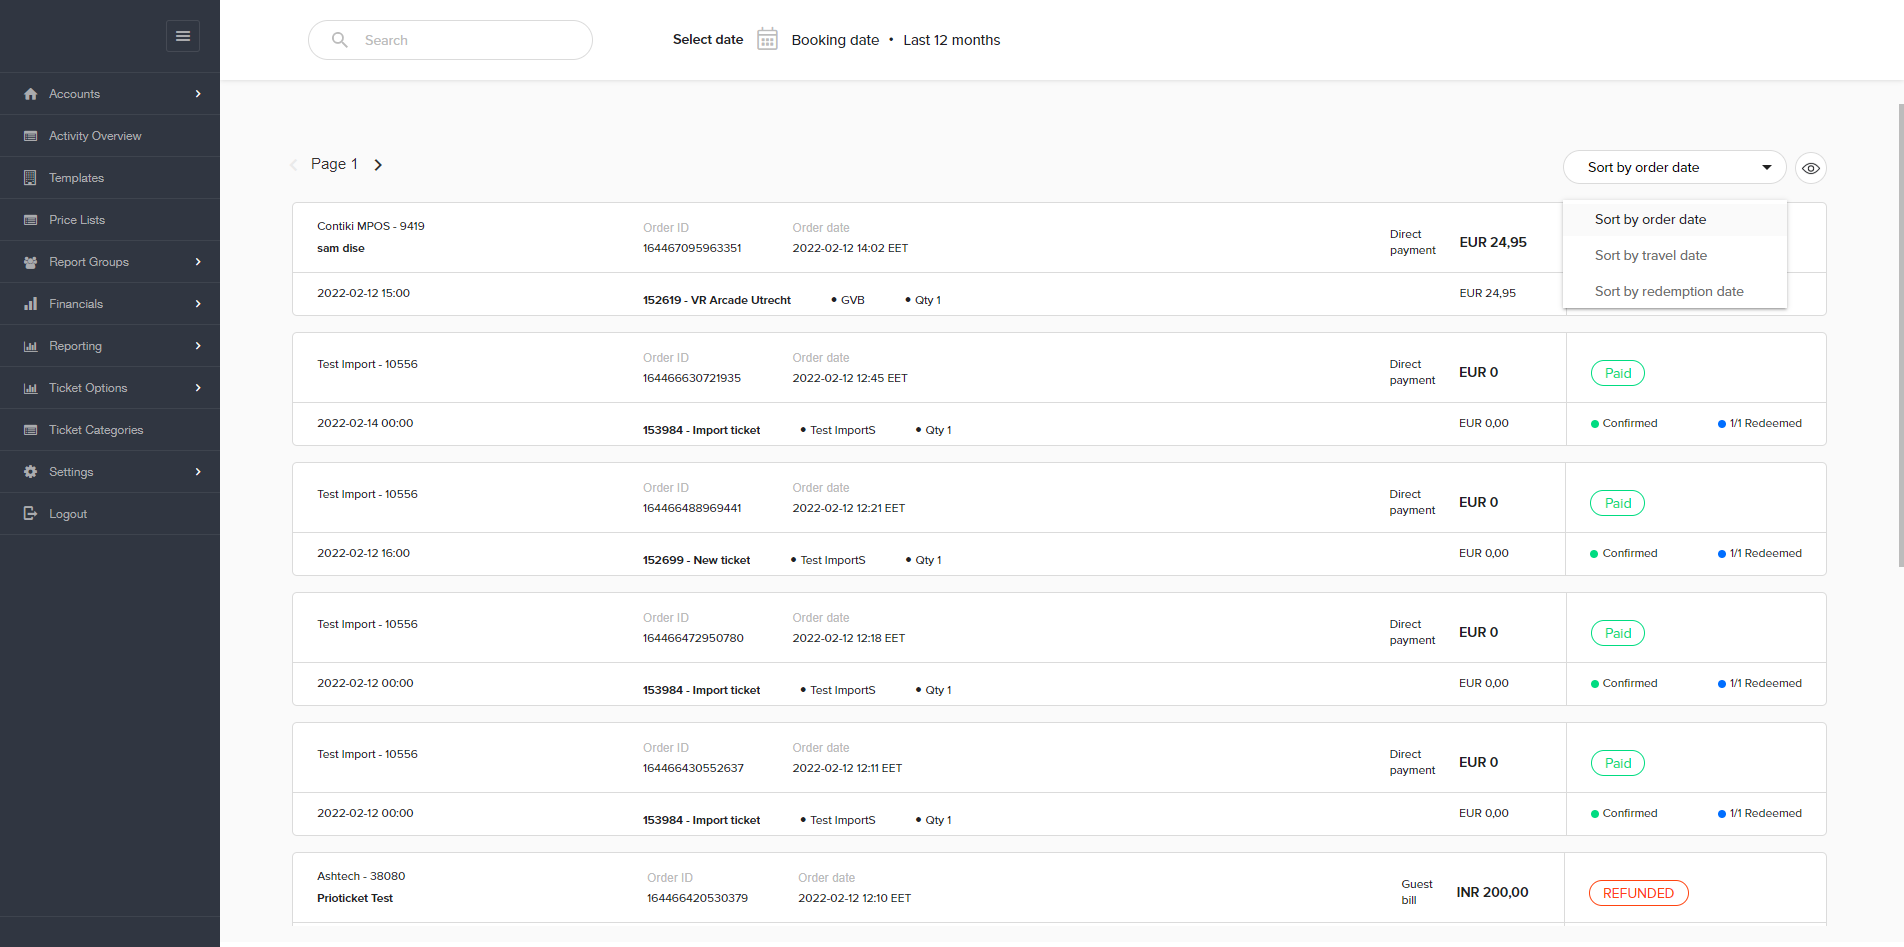 Search
Select date Booking date • Last 12 months
Accounts
Activity Overview
Templates
Price Lists
Report Groups
Financials
Reporting
Ticket Options
Ticket Categories
Settings
Logout
Page 1
Sort by order date
Sort by order date
Sort by travel date
Sort by redemption date
Contiki MPOS - 9419
sam dise
Order ID
164467095963351
Order date
2022-02-12 14:02 EET
Direct
payment
EUR 24,95
2022-02-12 15:00
152619 - VR Arcade Utrecht • GVB • Qty 1
EUR 24,95
Test Import - 10556
Order ID
164466630721935
Order date
2022-02-12 12:45 EET
Direct
payment
EUR 0
Paid
2022-02-14 00:00
153984 - Import ticket • Test ImportS • Qty 1
EUR 0,00
Confirmed
1/1 Redeemed
Test Import - 10556
Order ID
164466488969441
Order date
2022-02-12 12:21 EET
Direct
payment
EUR 0
Paid
2022-02-12 16:00
152699 - New ticket • Test ImportS • Qty 1
EUR 0,00
Confirmed
1/1 Redeemed
Test Import - 10556
Order ID
164466472950780
Order date
2022-02-12 12:18 EET
Direct
payment
EUR 0
Paid
2022-02-12 00:00
153984 - Import ticket • Test ImportS • Qty 1
EUR 0,00
Confirmed
1/1 Redeemed
Test Import - 10556
Order ID
164466430552637
Order date
2022-02-12 12:11 EET
Direct
payment
EUR 0
Paid
2022-02-12 00:00
153984 - Import ticket • Test ImportS • Qty 1
EUR 0,00
Confirmed
1/1 Redeemed
Ashtech - 38080
Prioticket Test
Order ID
164466420530379
Order date
2022-02-12 12:10 EET
Guest
bill
INR 200,00
REFUNDED